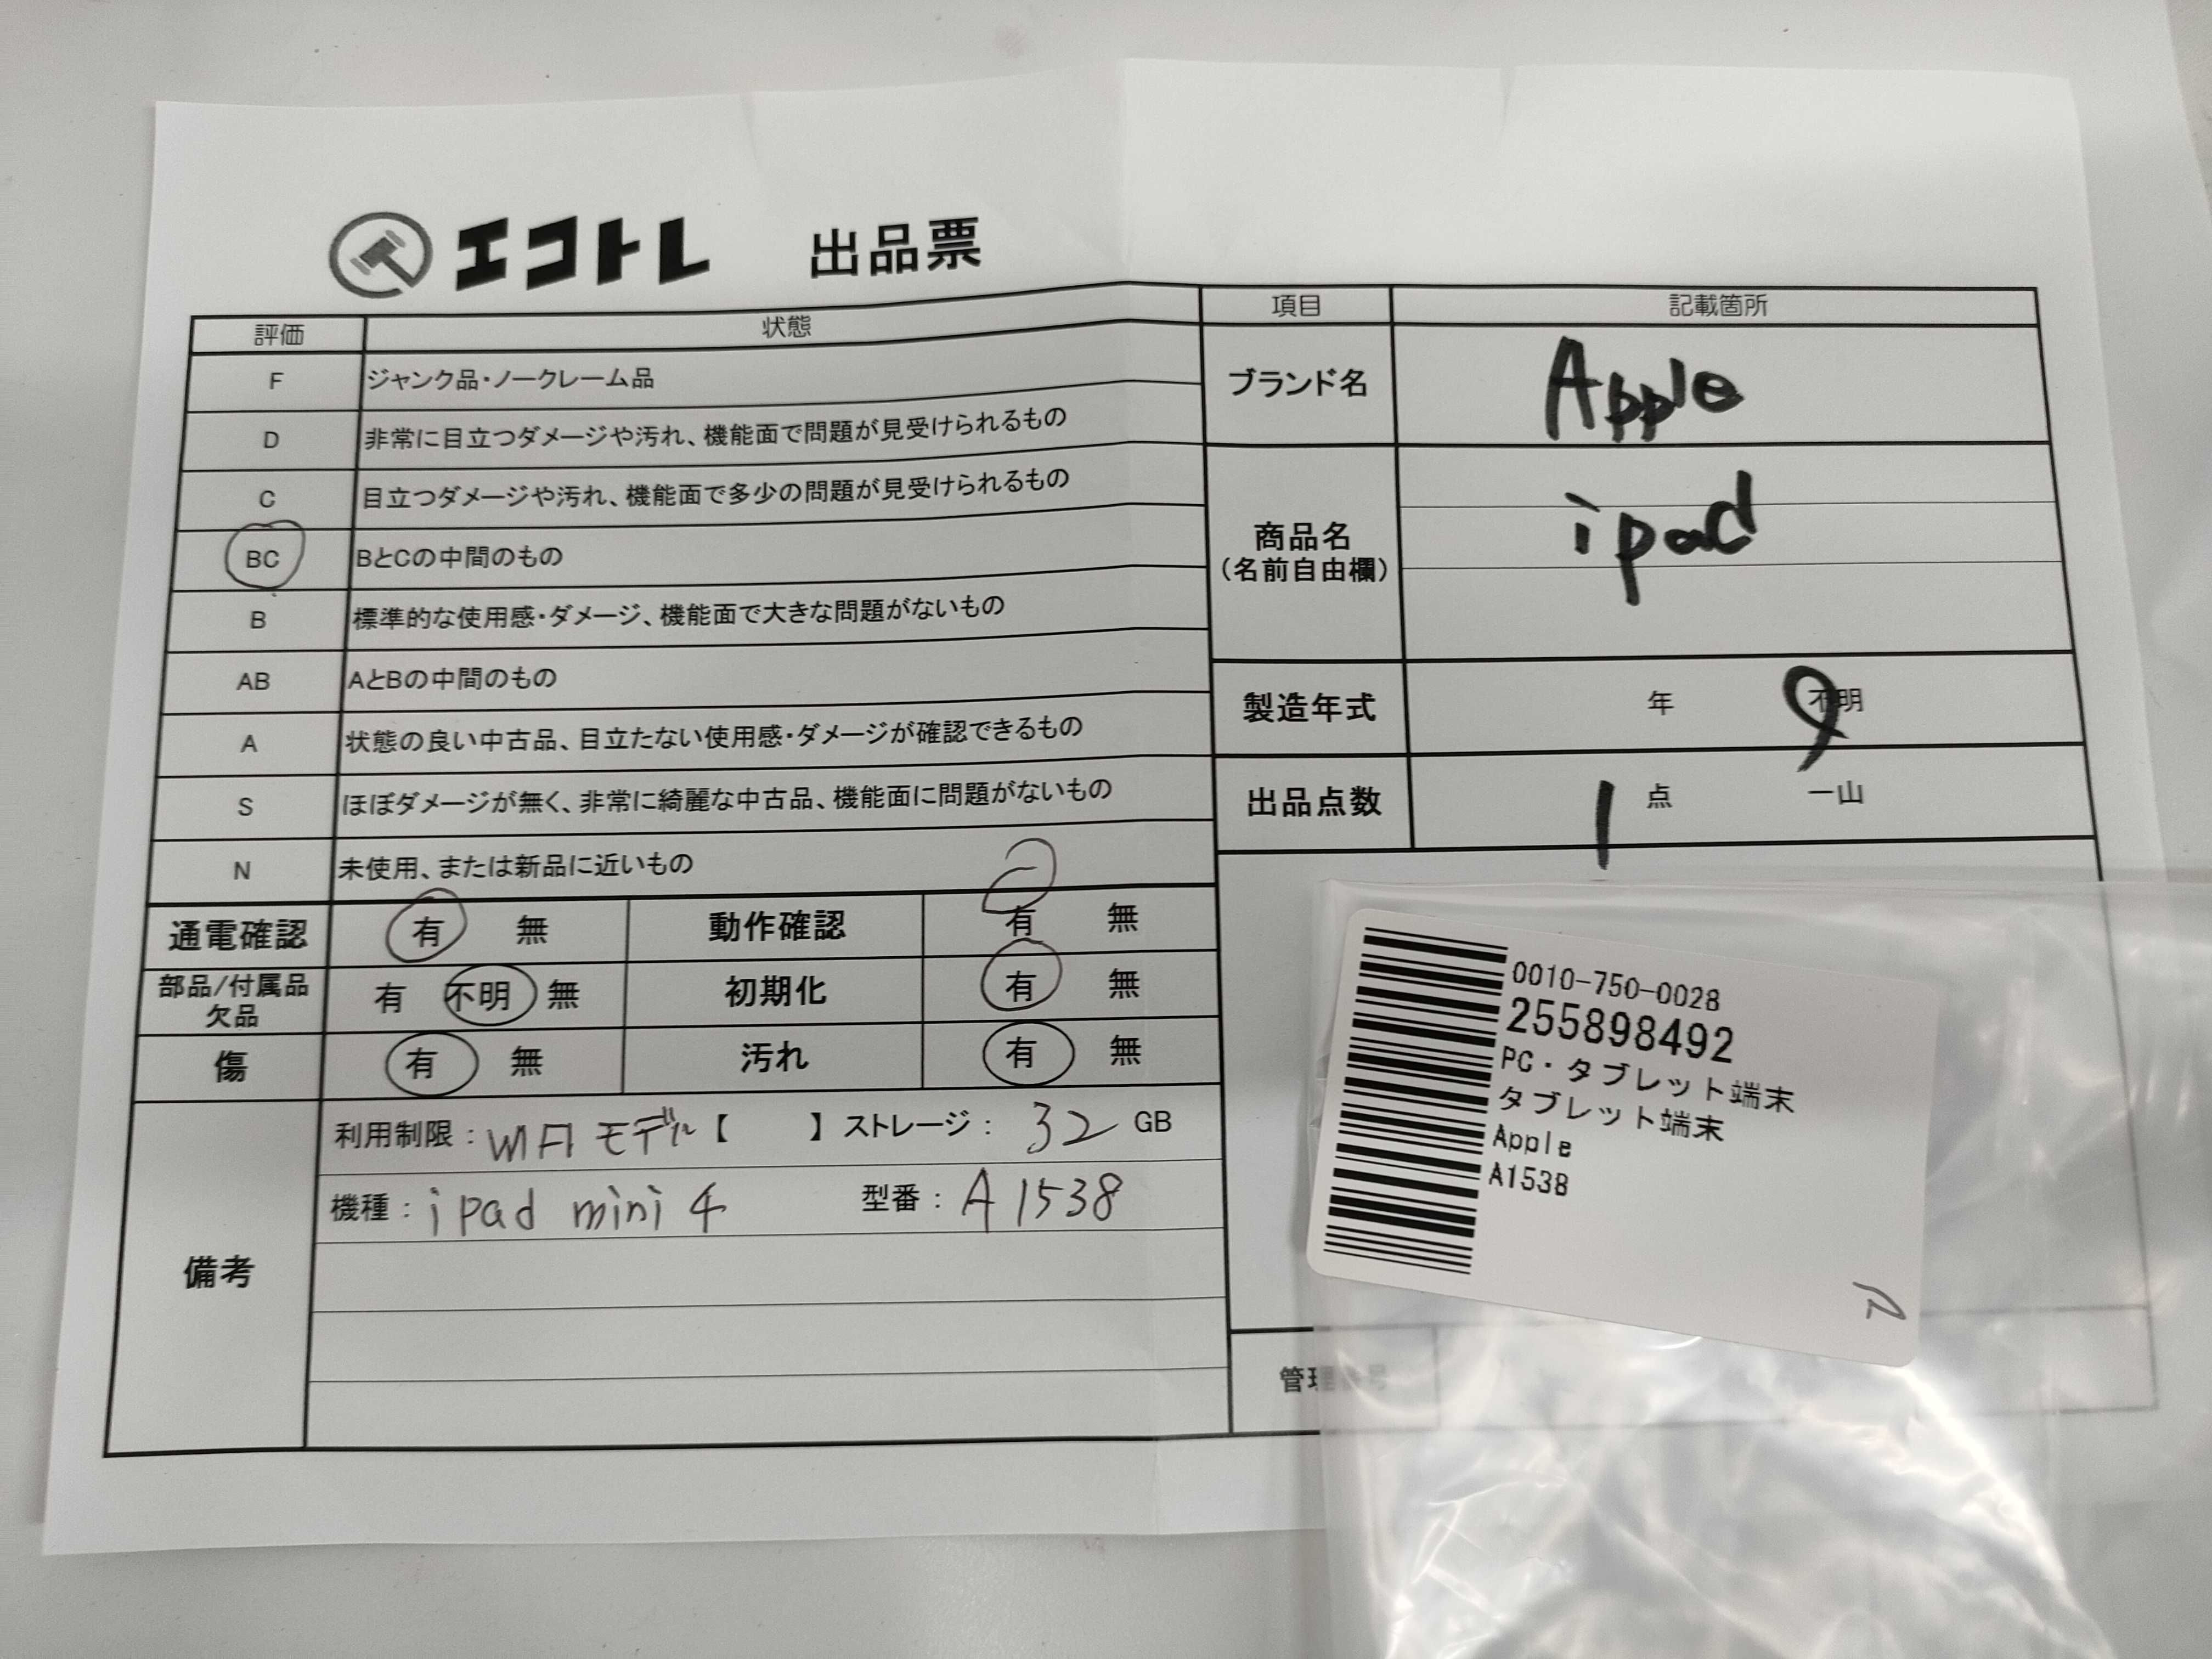 エコトレ 出品票
評価 状態
F ジャンク品・ノークレーム品
D 非常に目立つダメージや汚れ、機能面で問題が見受けられるもの
C 目立つダメージや汚れ、機能面で多少の問題が見受けられるもの
BC BとCの中間のもの
B 標準的な使用感・ダメージ、機能面で大きな問題がないもの
AB AとBの中間のもの
A 状態の良い中古品、目立たない使用感・ダメージが確認できるもの
S ほぼダメージが無く、非常に綺麗な中古品、機能面に問題がないもの
N 未使用、または新品に近いもの
通電確認 有 無 動作確認 有 無
部品/付属品
欠品 有 不明 無 初期化 有 無
傷 有 無 汚れ 有 無
備考
利用制限：WIFIモデル【 】ストレージ：32 GB
機種：ipad mini 4 型番：A1538
項目 記載箇所
ブランド名 Apple
商品名
（名前自由欄） ipad
製造年式 年 不明
出品点数 1 点 一山
管理番号
0010-750-0028
255898492
PC・タブレット端末
タブレット端末
Apple
A1538